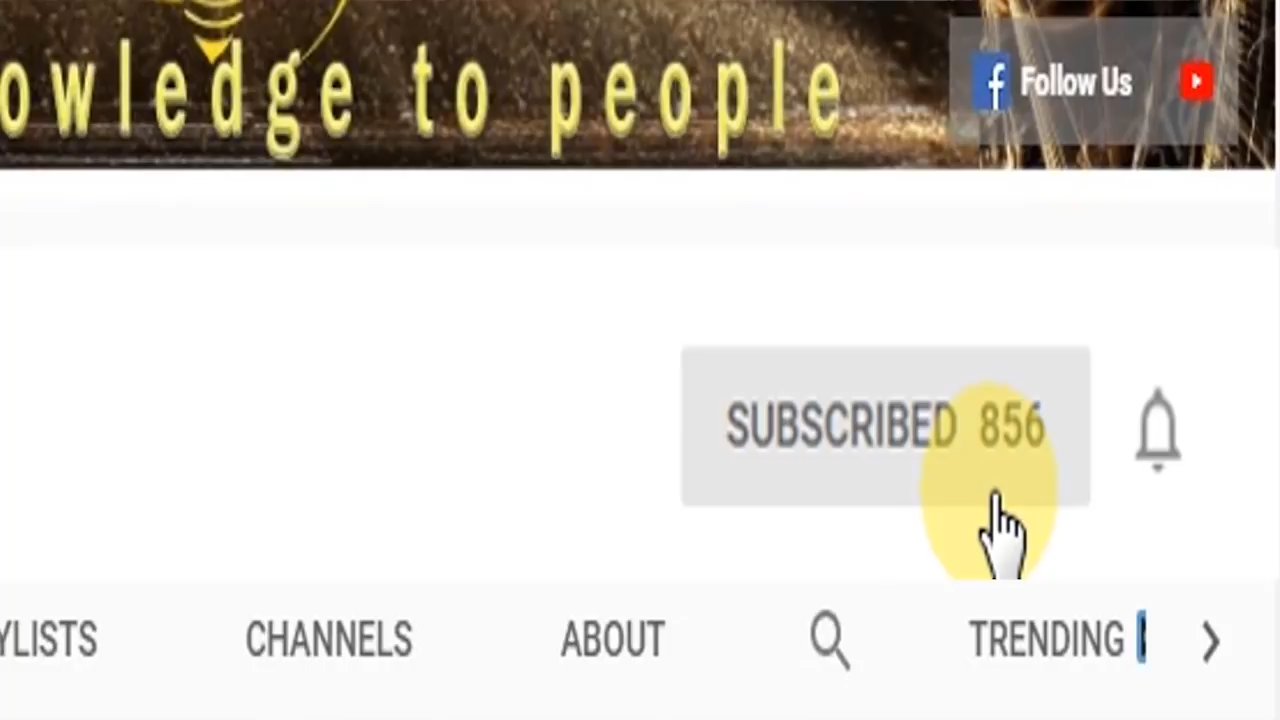 owledge to people
Follow Us
SUBSCRIBED 856
YLISTS CHANNELS ABOUT TRENDING